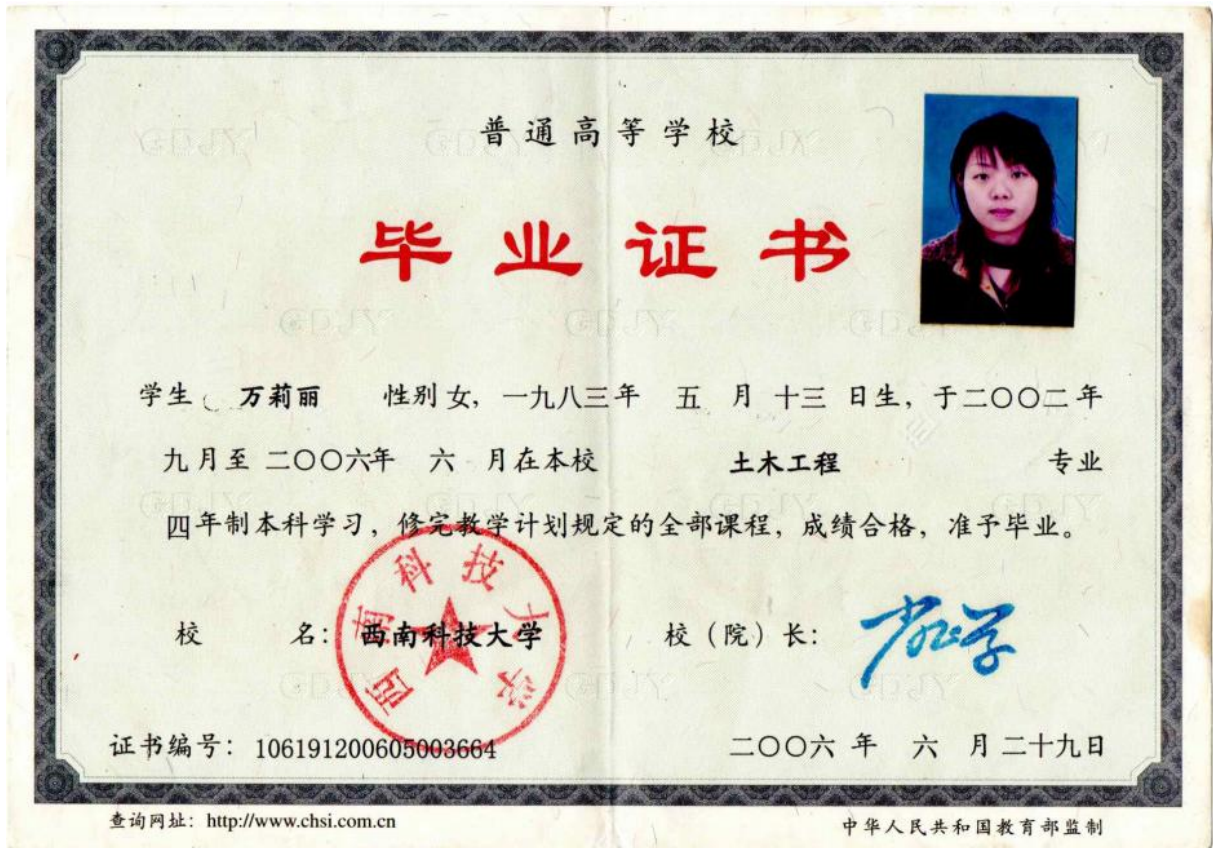 普通高等学校
毕业证书
学生 万莉丽 性别 女，一九八三年 五 月 十三 日生，于二〇〇二年
九月至 二〇〇六年 六 月在本校 土木工程 专业
四年制本科学习，修完教学计划规定的全部课程，成绩合格，准予毕业。
校 名：西南科技大学 校（院）长：
西南科技大学
证书编号：106191200605003664 二〇〇六 年 六 月 二十九日
查询网址：http://www.chsi.com.cn 中华人民共和国教育部监制